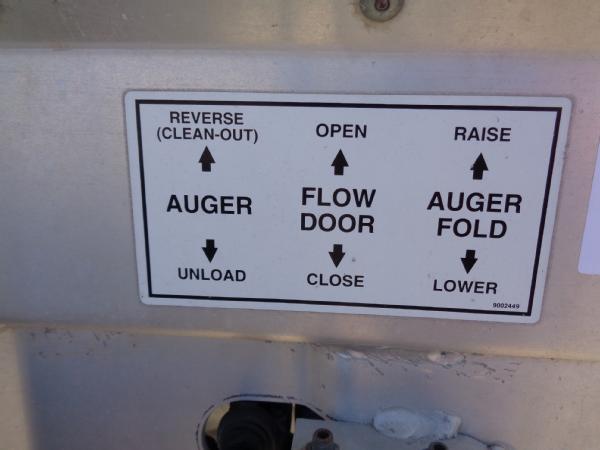 REVERSE
(CLEAN-OUT)
AUGER
UNLOAD
OPEN
FLOW
DOOR
CLOSE
RAISE
AUGER
FOLD
LOWER
9002449